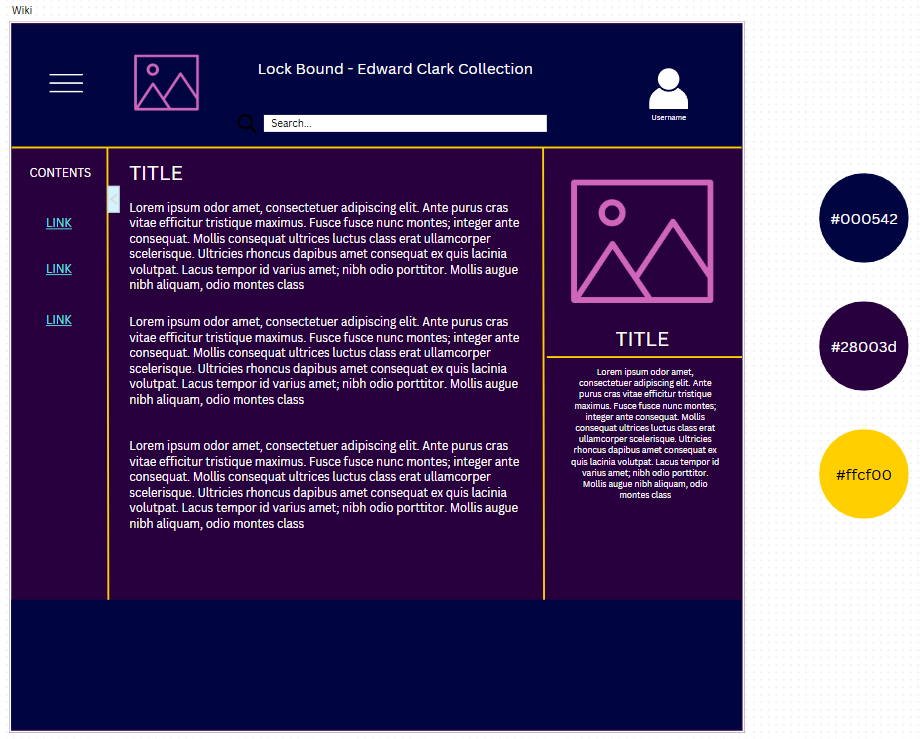 Wiki
Lock Bound - Edward Clark Collection
Search...
Username
CONTENTS
LINK
LINK
LINK
TITLE
Lorem ipsum odor amet, consectetuer adipiscing elit. Ante purus cras
vitae efficitur tristique maximus. Fusce fusce nunc montes; integer ante
consequat. Mollis consequat ultrices luctus class erat ullamcorper
scelerisque. Ultricies rhoncus dapibus amet consequat ex quis lacinia
volutpat. Lacus tempor id varius amet; nibh odio porttitor. Mollis augue
nibh aliquam, odio montes class
Lorem ipsum odor amet, consectetuer adipiscing elit. Ante purus cras
vitae efficitur tristique maximus. Fusce fusce nunc montes; integer ante
consequat. Mollis consequat ultrices luctus class erat ullamcorper
scelerisque. Ultricies rhoncus dapibus amet consequat ex quis lacinia
volutpat. Lacus tempor id varius amet; nibh odio porttitor. Mollis augue
nibh aliquam, odio montes class
Lorem ipsum odor amet, consectetuer adipiscing elit. Ante purus cras
vitae efficitur tristique maximus. Fusce fusce nunc montes; integer ante
consequat. Mollis consequat ultrices luctus class erat ullamcorper
scelerisque. Ultricies rhoncus dapibus amet consequat ex quis lacinia
volutpat. Lacus tempor id varius amet; nibh odio porttitor. Mollis augue
nibh aliquam, odio montes class
TITLE
Lorem ipsum odor amet,
consectetuer adipiscing elit. Ante
purus cras vitae efficitur tristique
maximus. Fusce fusce nunc montes;
integer ante consequat. Mollis
consequat ultrices luctus class erat
ullamcorper scelerisque. Ultricies
rhoncus dapibus amet consequat ex
quis lacinia volutpat. Lacus tempor id
varius amet; nibh odio porttitor.
Mollis augue nibh aliquam, odio
montes class
#000542
#28003d
#ffcf00